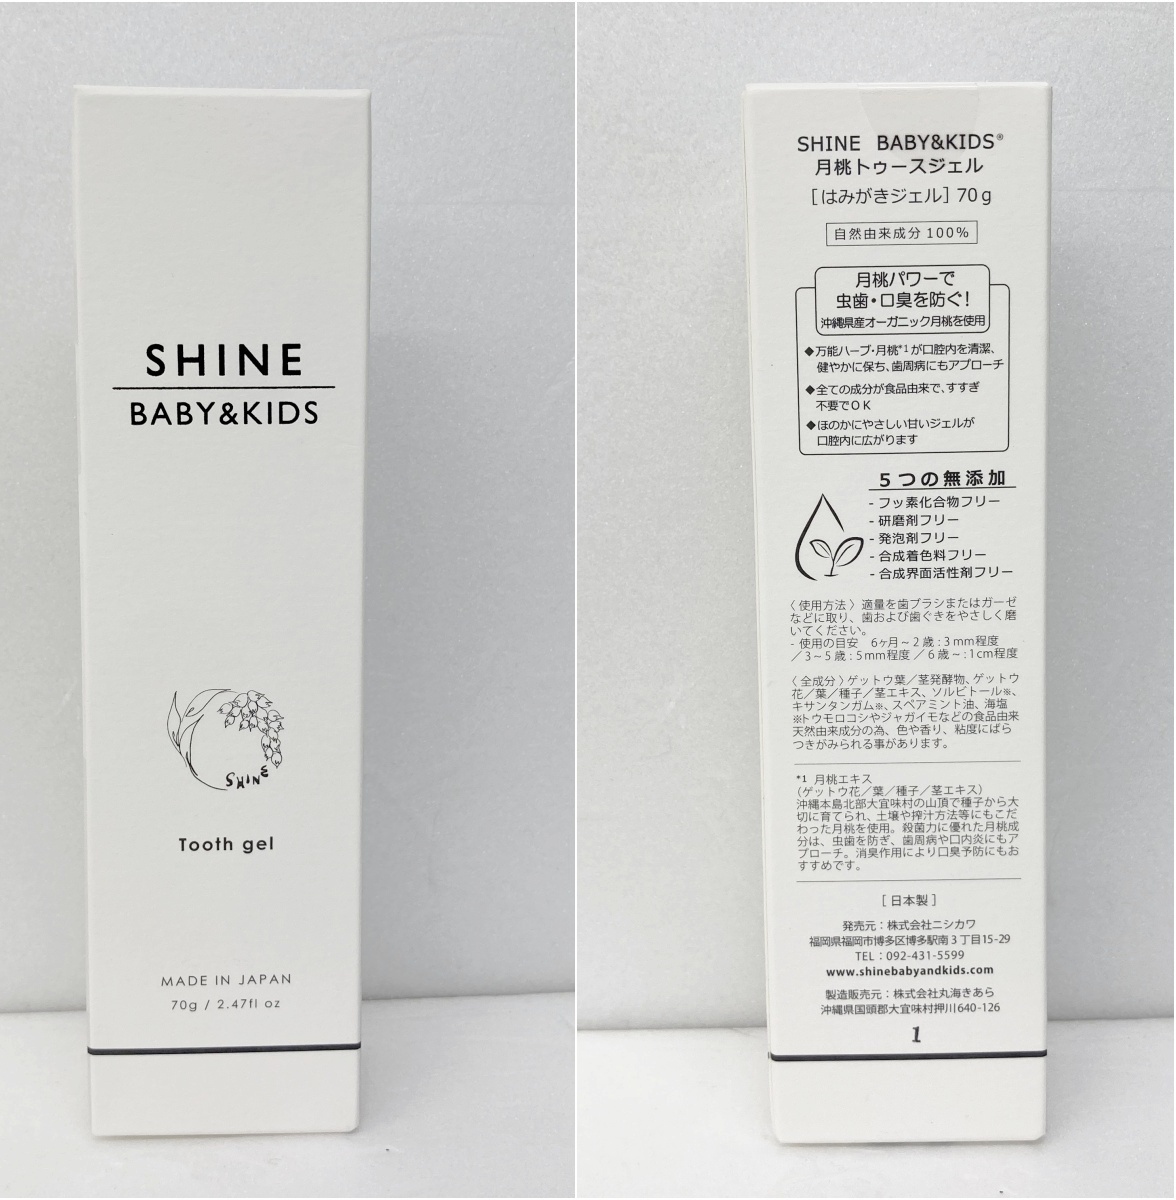 SHINE
BABY&KIDS
SHINE
Tooth gel
MADE IN JAPAN
70g / 2.47fl oz
SHINE BABY&KIDS®
月桃トゥースジェル
[はみがきジェル] 70g
自然由来成分 100%
月桃パワーで
虫歯・口臭を防ぐ!
沖縄県産オーガニック月桃を使用
◆万能ハーブ・月桃*1が口腔内を清潔、
健やかに保ち、歯周病にもアプローチ
◆全ての成分が食品由来で、すすぎ
不要でOK
◆ほのかにやさしい甘いジェルが
口腔内に広がります
5つの無添加
- フッ素化合物フリー
- 研磨剤フリー
- 発泡剤フリー
- 合成着色料フリー
- 合成界面活性剤フリー
〈使用方法〉適量を歯ブラシまたはガーゼ
などに取り、歯および歯ぐきをやさしく磨
いてください。
- 使用の目安 6ヶ月~2歳:3mm程度
／3~5歳:5mm程度／6歳~:1cm程度
〈全成分〉ゲットウ葉／茎発酵物、ゲットウ
花／葉／種子／茎エキス、ソルビトール※、
キサンタンガム※、スペアミント油、海塩
※トウモロコシやジャガイモなどの食品由来
天然由来成分の為、色や香り、粘度にばら
つきがみられる事があります。
*1 月桃エキス
(ゲットウ花／葉／種子／茎エキス)
沖縄本島北部大宜味村の山頂で種子から大
切に育てられ、土壌や搾汁方法等にもこだ
わった月桃を使用。殺菌力に優れた月桃成
分は、虫歯を防ぎ、歯周病や口内炎にもア
プローチ。消臭作用により口臭予防にもお
すすめです。
[日本製]
発売元:株式会社ニシカワ
福岡県福岡市博多区博多駅南3丁目15-29
TEL:092-431-5599
www.shinebabyandkids.com
製造販売元:株式会社丸海きあら
沖縄県国頭郡大宜味村押川640-126
1